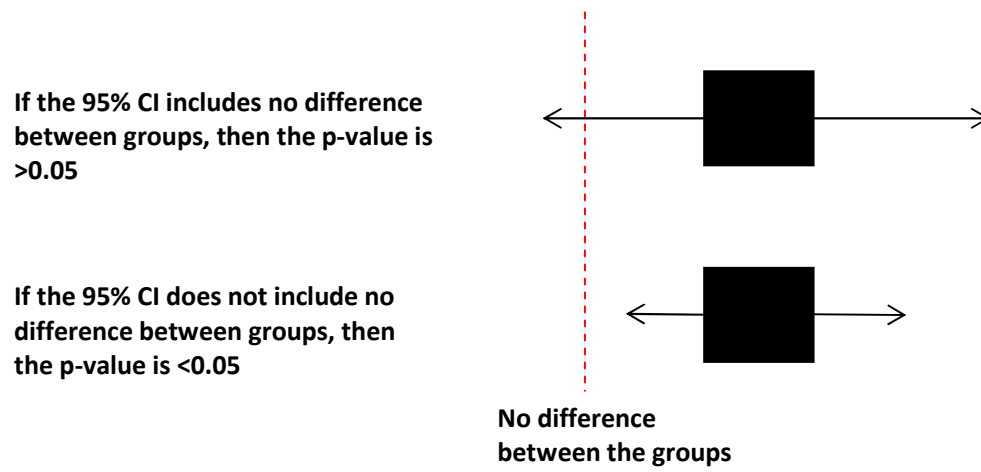 If the 95% CI includes no difference
between groups, then the p-value is
>0.05
If the 95% CI does not include no
difference between groups, then
the p-value is <0.05
No difference
between the groups